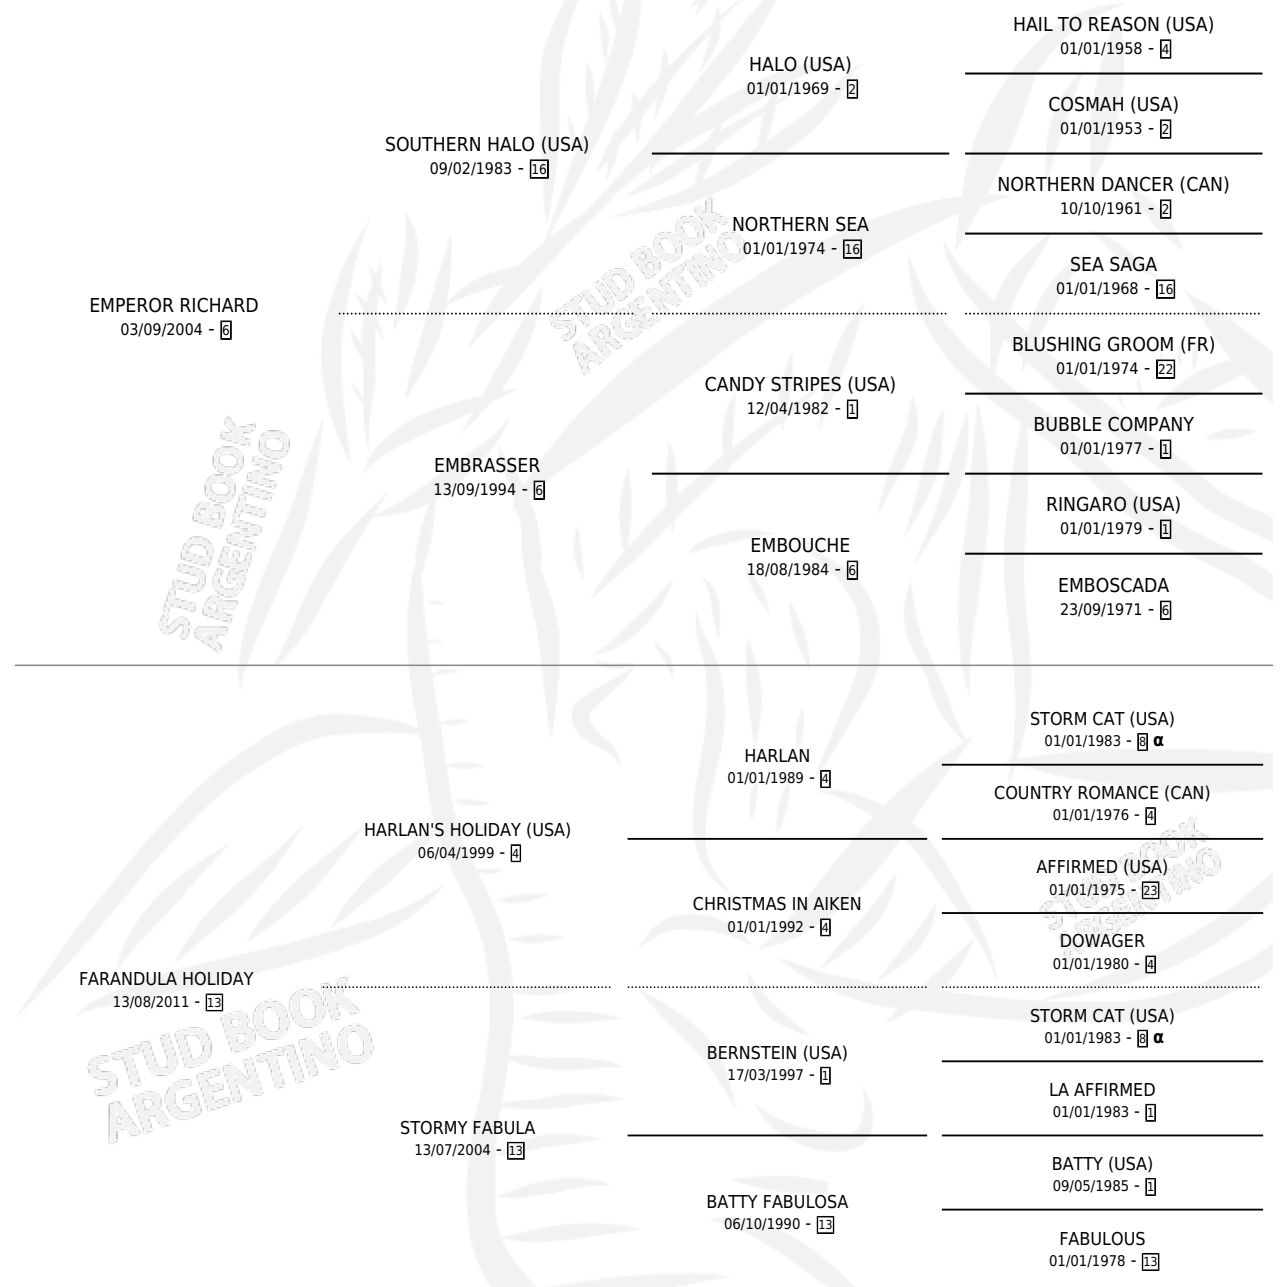 HAIL TO REASON (USA)
01/01/1958 - 4
HALO (USA)
01/01/1969 - 2
COSMAH (USA)
01/01/1953 - 2
SOUTHERN HALO (USA)
09/02/1983 - 16
NORTHERN DANCER (CAN)
10/10/1961 - 2
NORTHERN SEA
01/01/1974 - 16
SEA SAGA
01/01/1968 - 16
EMPEROR RICHARD
03/09/2004 - 6
BLUSHING GROOM (FR)
01/01/1974 - 22
CANDY STRIPES (USA)
12/04/1982 - 1
BUBBLE COMPANY
01/01/1977 - 1
EMBRASSER
13/09/1994 - 6
RINGARO (USA)
01/01/1979 - 1
EMBOUCHE
18/08/1984 - 6
EMBOSCADA
23/09/1971 - 6
STORM CAT (USA)
01/01/1983 - 8 α
HARLAN
01/01/1989 - 4
COUNTRY ROMANCE (CAN)
01/01/1976 - 4
HARLAN'S HOLIDAY (USA)
06/04/1999 - 4
AFFIRMED (USA)
01/01/1975 - 23
CHRISTMAS IN AIKEN
01/01/1992 - 4
DOWAGER
01/01/1980 - 4
FARANDULA HOLIDAY
13/08/2011 - 13
STORM CAT (USA)
01/01/1983 - 8 α
BERNSTEIN (USA)
17/03/1997 - 1
LA AFFIRMED
01/01/1983 - 1
STORMY FABULA
13/07/2004 - 13
BATTY (USA)
09/05/1985 - 1
BATTY FABULOSA
06/10/1990 - 13
FABULOUS
01/01/1978 - 13
STUD BOOK
ARGENTINO
STUD BOOK
ARGENTINO
STUD BOOK
ARGENTINO
STUD BOOK
ARGENTINO